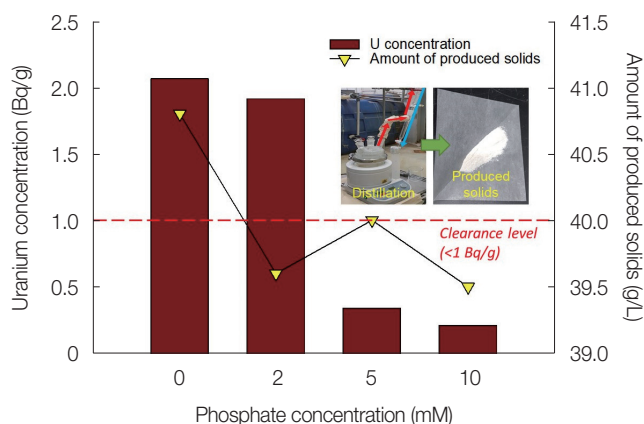 U concentration
Amount of produced solids
Uranium concentration (Bq/g)
2.5
2.0
1.5
1.0
0.5
0
Distillation
Produced
solids
Clearance level
(<1 Bq/g)
41.5
41.0
40.5
40.0
39.5
39.0
Amount of produced solids (g/L)
0
2
5
10
Phosphate concentration (mM)